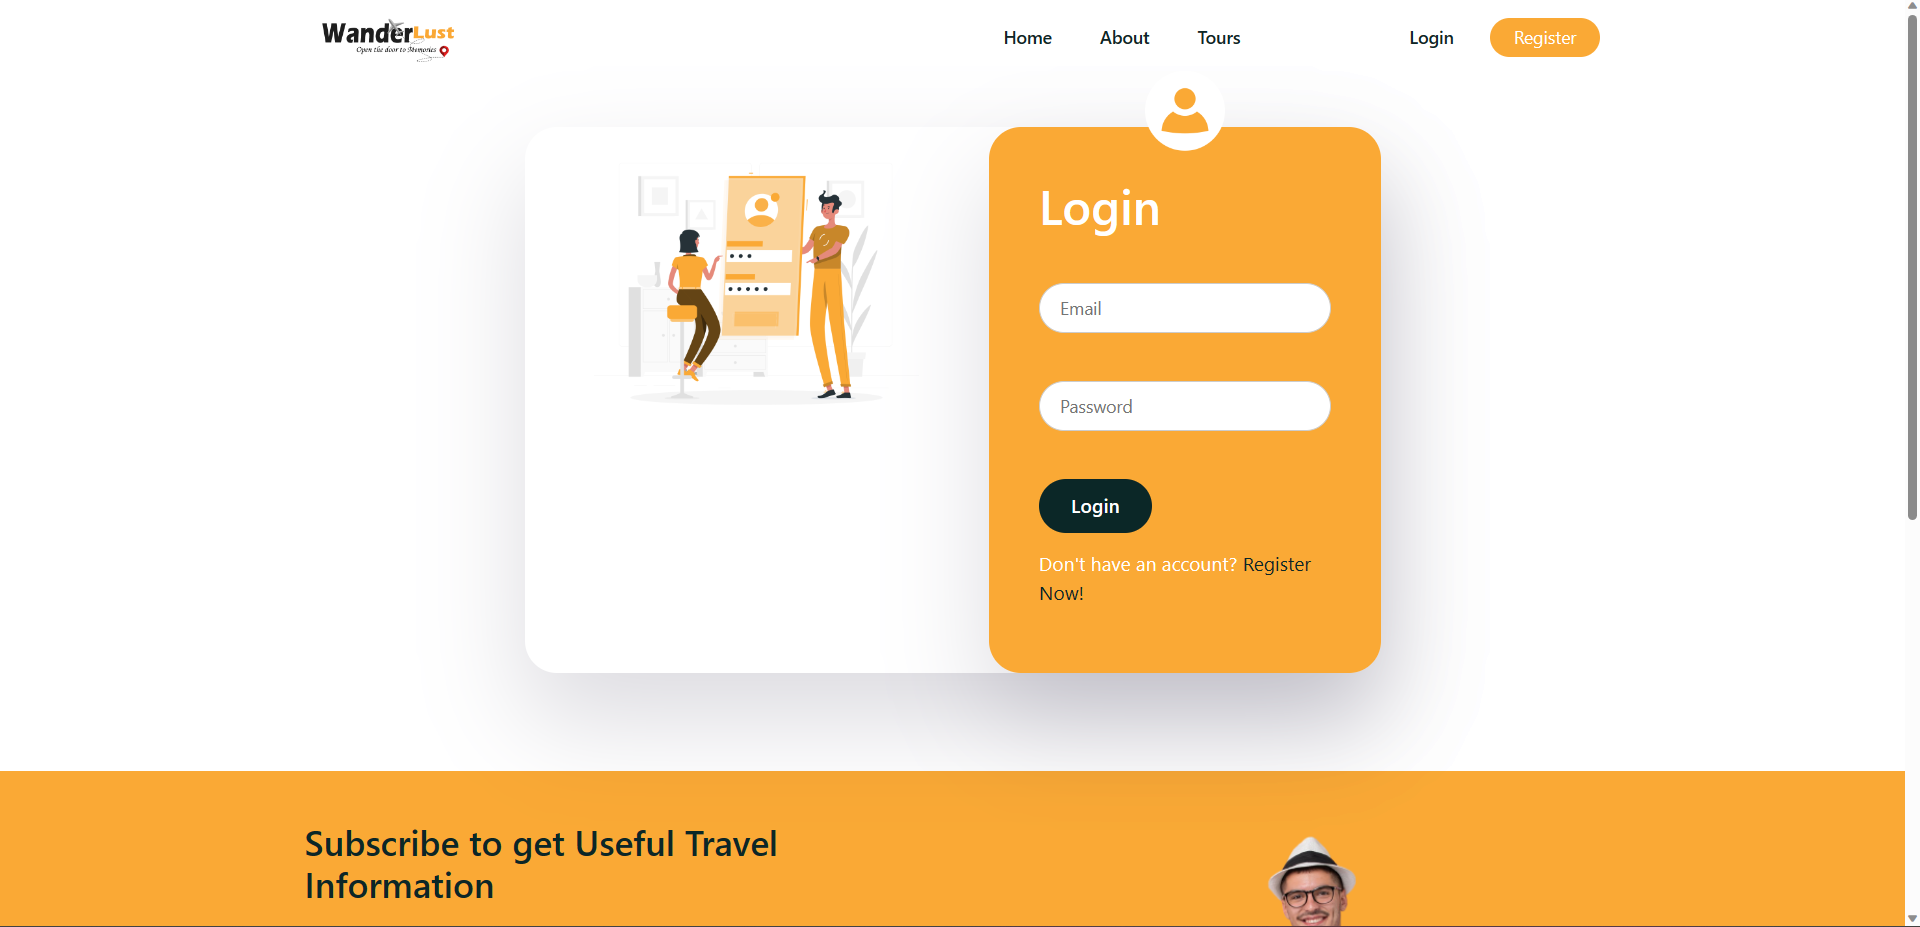 WanderLust
Open the door to Memories
Home About Tours Login Register
Login
Email
Password
Login
Don't have an account? Register
Now!
Subscribe to get Useful Travel
Information